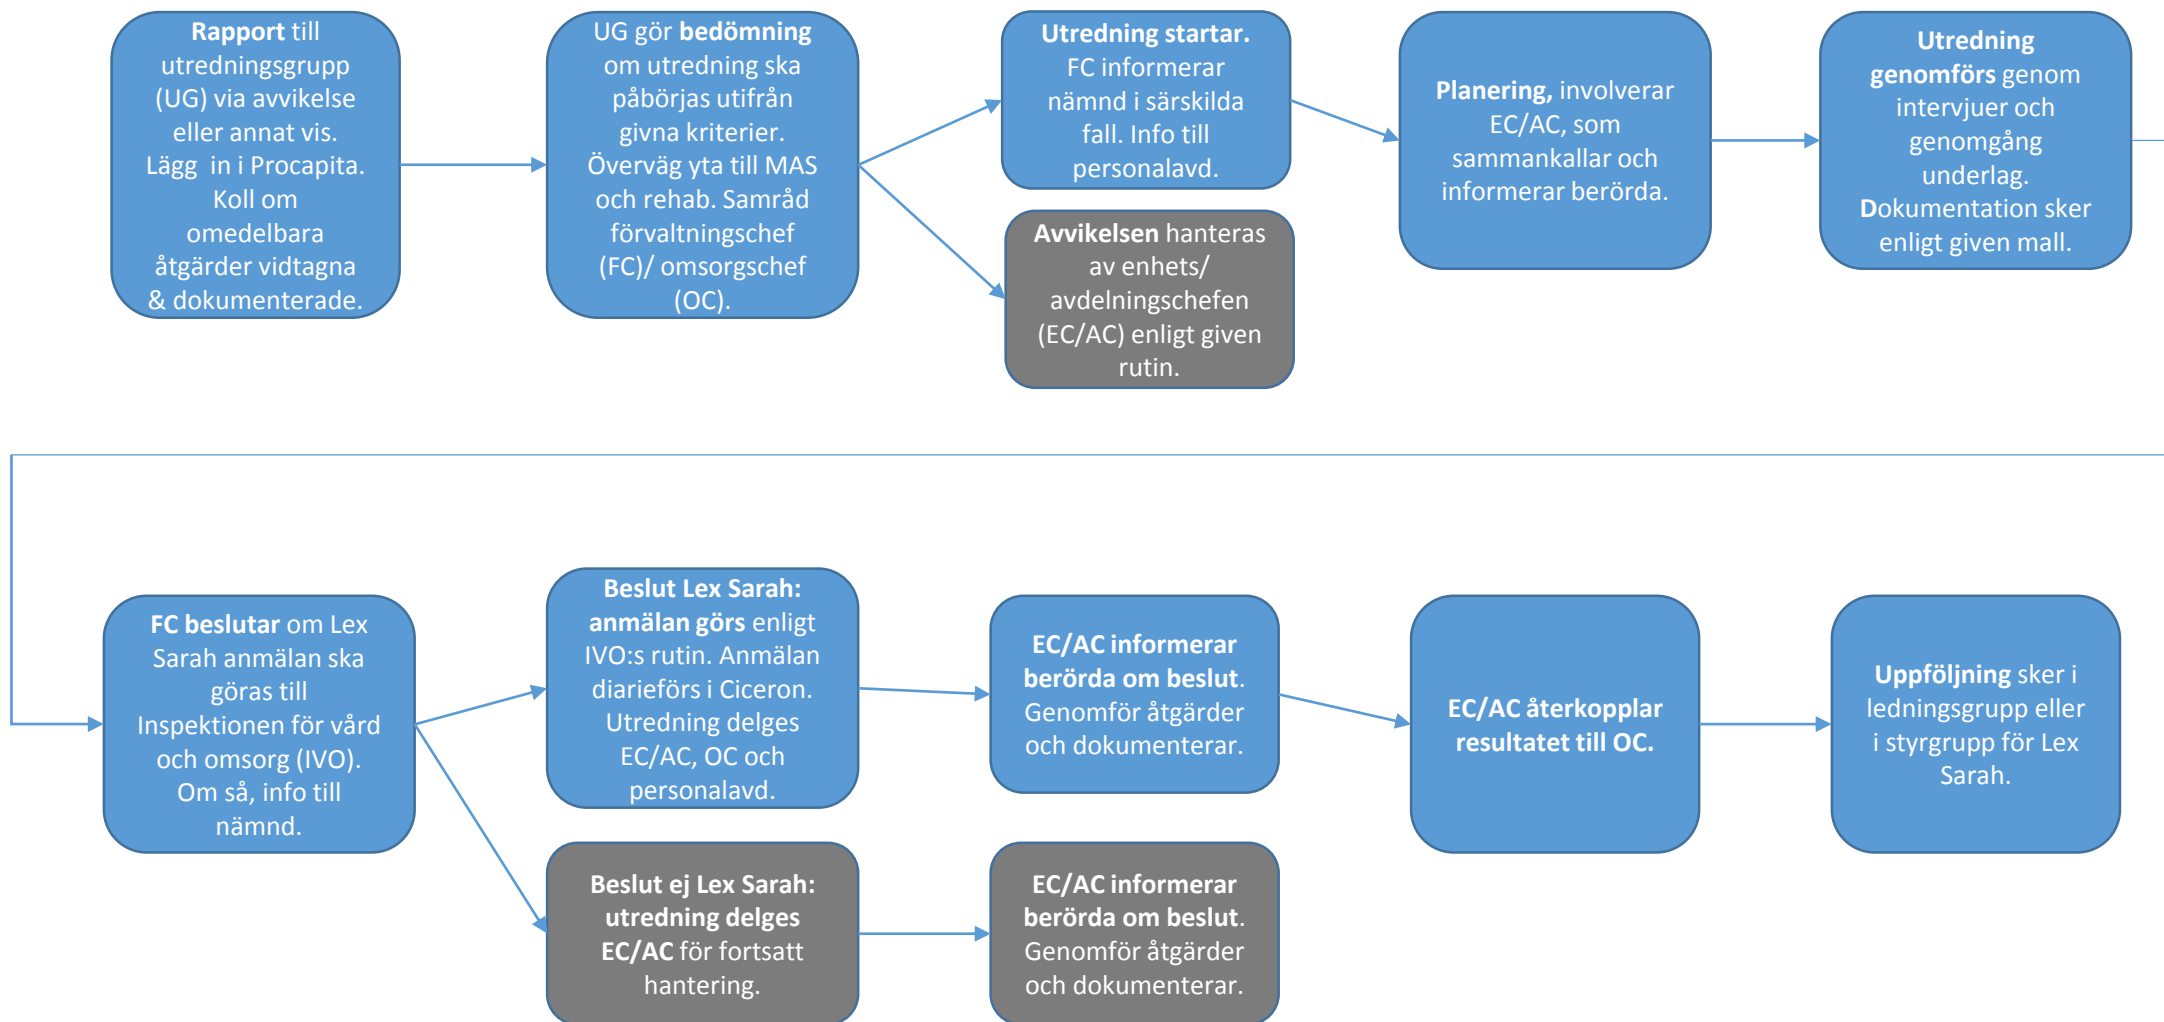 Rapport till
utredningsgrupp
(UG) via avvikelse
eller annat vis.
Lägg  in i Procapita.
Koll om
omedelbara
åtgärder vidtagna
& dokumenterade.
UG gör bedömning
om utredning ska
påbörjas utifrån
givna kriterier.
Överväg yta till MAS
och rehab. Samråd
förvaltningschef
(FC)/ omsorgschef
(OC).
Utredning startar.
FC informerar
nämnd i särskilda
fall. Info till
personalavd.
Avvikelsen hanteras
av enhets/
avdelningschefen
(EC/AC) enligt given
rutin.
Planering, involverar
EC/AC, som
sammankallar och
informerar berörda.
Utredning
genomförs genom
intervjuer och
genomgång
underlag.
Dokumentation sker
enligt given mall.
FC beslutar om Lex
Sarah anmälan ska
göras till
Inspektionen för vård
och omsorg (IVO).
Om så, info till
nämnd.
Beslut Lex Sarah:
anmälan görs enligt
IVO:s rutin. Anmälan
diarieförs i Ciceron.
Utredning delges
EC/AC, OC och
personalavd.
EC/AC informerar
berörda om beslut.
Genomför åtgärder
och dokumenterar.
EC/AC återkopplar
resultatet till OC.
Uppföljning sker i
ledningsgrupp eller
i styrgrupp för Lex
Sarah.
Beslut ej Lex Sarah:
utredning delges
EC/AC för fortsatt
hantering.
EC/AC informerar
berörda om beslut.
Genomför åtgärder
och dokumenterar.